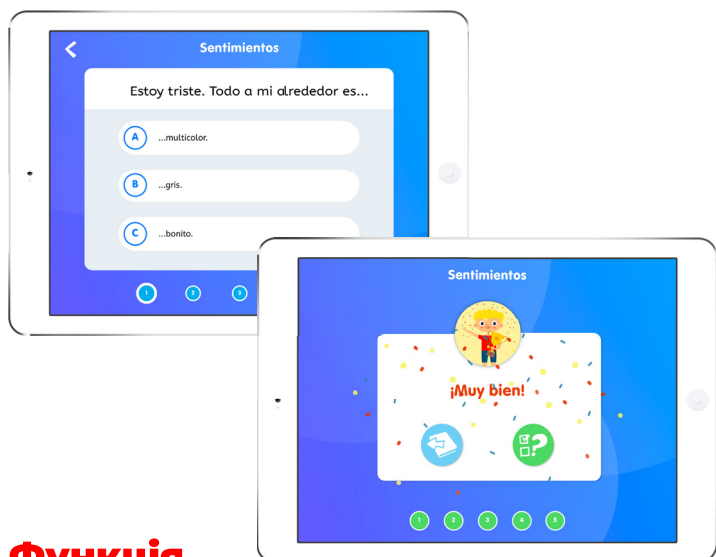 Sentimientos
Estoy triste. Todo a mi alrededor es...
A ...multicolor.
B ...gris.
C ...bonito.
1 2 3
Sentimientos
¡Muy bien!
?
1 2 3 4 5
Функція